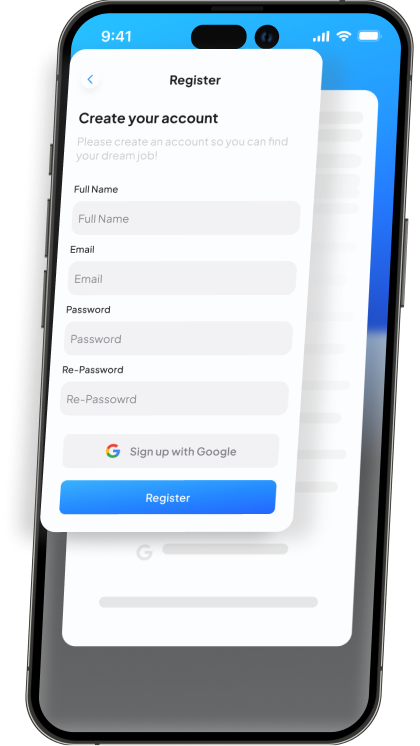 9:41
Register
Create your account
Please create an account so you can find
your dream job!
Full Name
Full Name
Email
Email
Password
Password
Re-Password
Re-Passowrd
Sign up with Google
Register